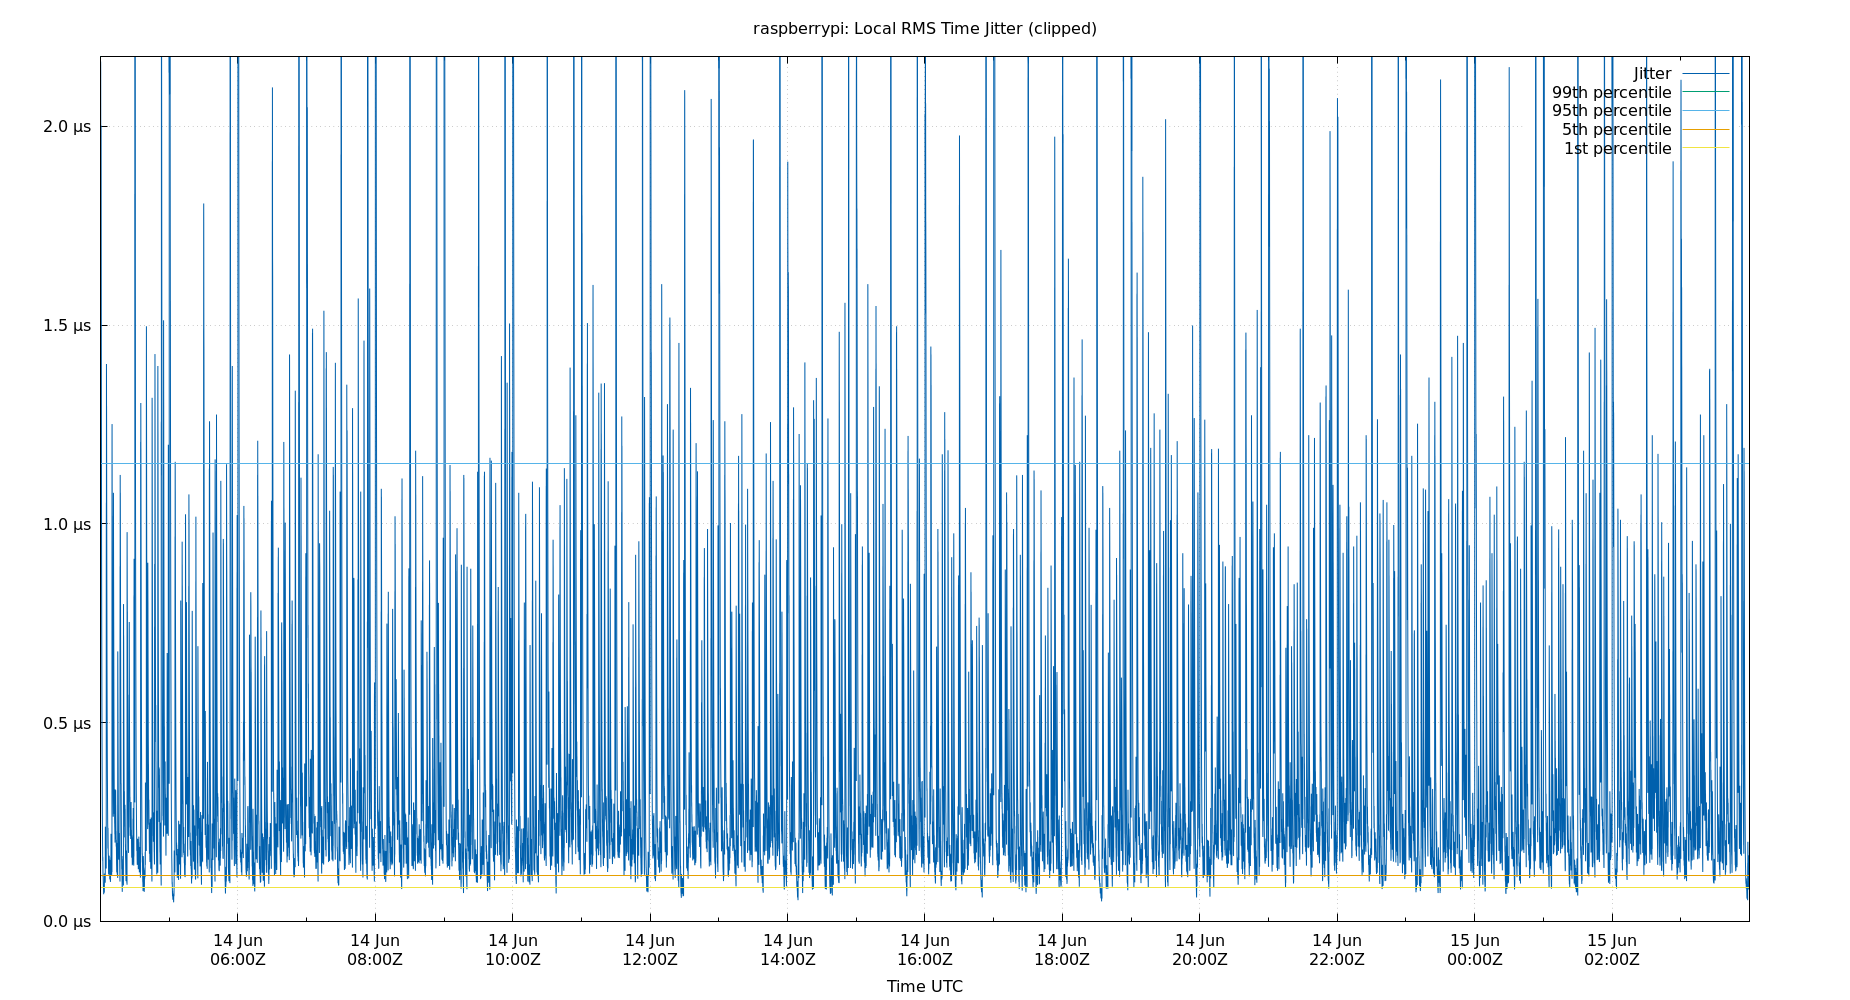 raspberrypi: Local RMS Time Jitter (clipped)
Jitter
99th percentile
95th percentile
5th percentile
1st percentile
2.0 µs
1.5 µs
1.0 µs
0.5 µs
0.0 µs
14 Jun 14 Jun 14 Jun 14 Jun 14 Jun 14 Jun 14 Jun 14 Jun 14 Jun 15 Jun 15 Jun
06:00Z 08:00Z 10:00Z 12:00Z 14:00Z 16:00Z 18:00Z 20:00Z 22:00Z 00:00Z 02:00Z
Time UTC